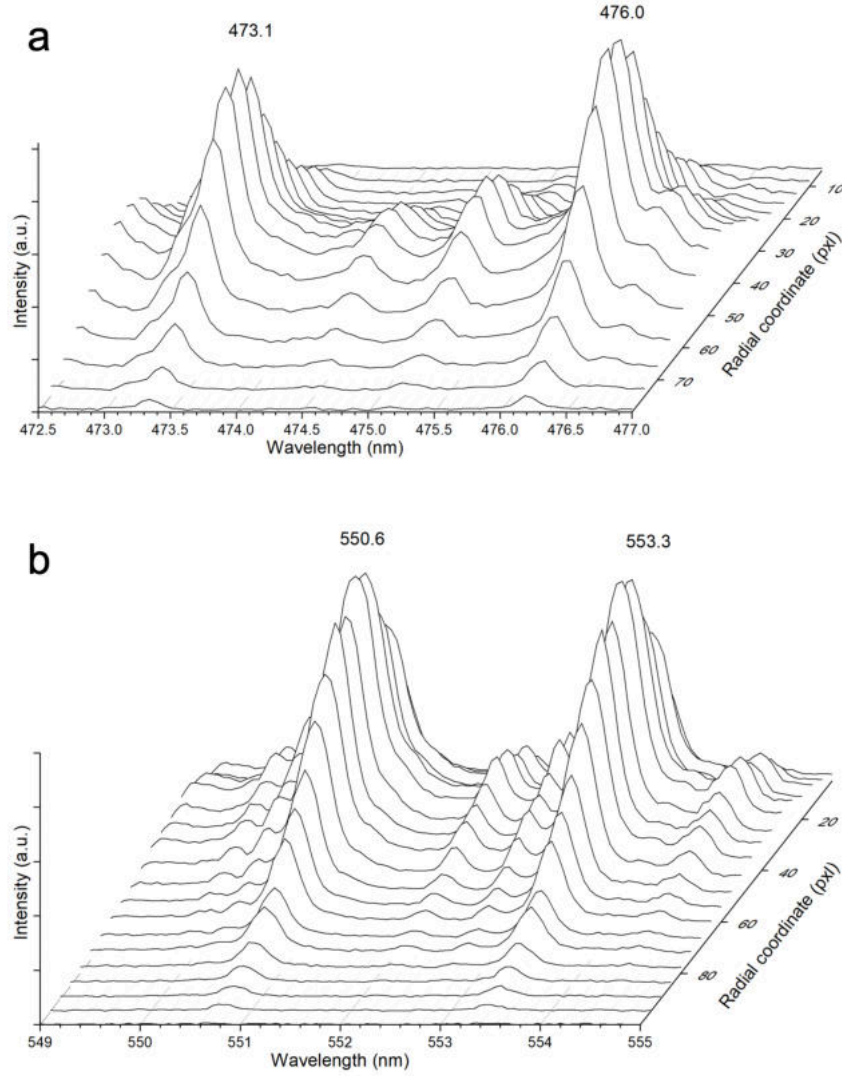 a
473.1
476.0
Intensity (a.u.)
10
20
30
40
50
60
70
Radial coordinate (pxl)
472.5 473.0 473.5 474.0 474.5 475.0 475.5 476.0 476.5 477.0
Wavelength (nm)
b
550.6
553.3
Intensity (a.u.)
20
40
60
80
Radial coordinate (pxl)
549 550 551 552 553 554 555
Wavelength (nm)